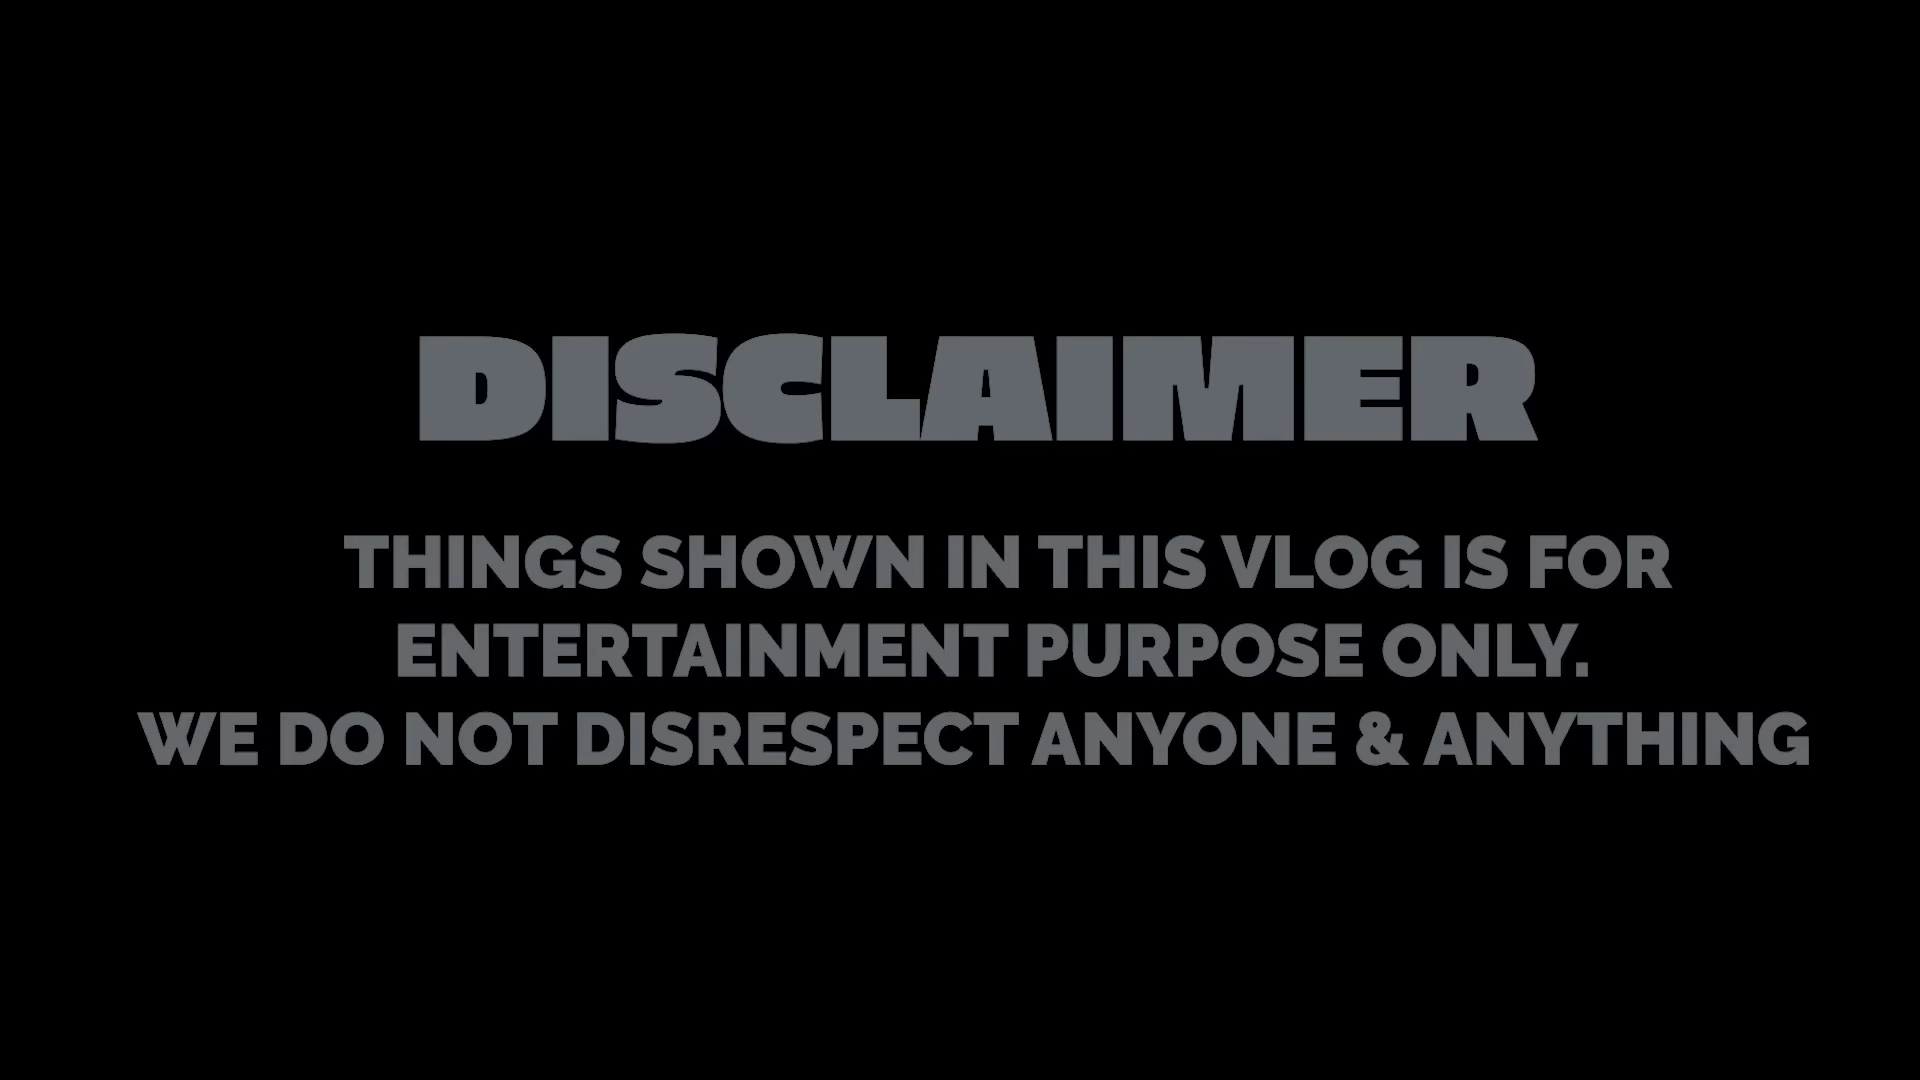 DISCLAIMER
THINGS SHOWN IN THIS VLOG IS FOR
ENTERTAINMENT PURPOSE ONLY.
WE DO NOT DISRESPECT ANYONE & ANYTHING